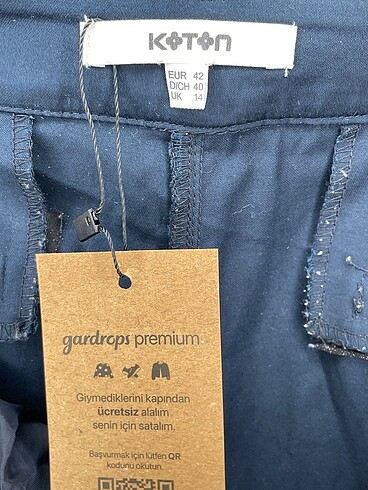 KOTON
EUR 42
D/CH 40
UK 14
gardrops premium
Giymediklerini kapından
ücretsiz alalım
senin için satalım.
Başvurmak için lütfen QR
kodunu okutun.